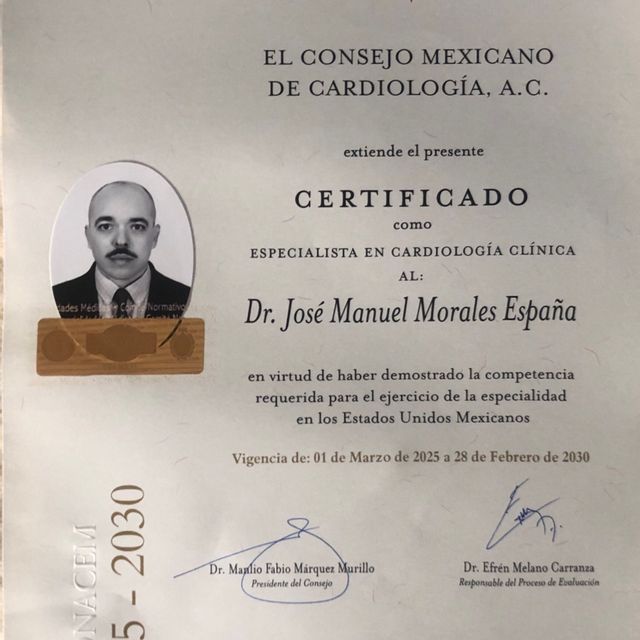 EL CONSEJO MEXICANO
DE CARDIOLOGÍA, A.C.
extiende el presente
CERTIFICADO
como
ESPECIALISTA EN CARDIOLOGÍA CLÍNICA
AL:
Dr. José Manuel Morales España
en virtud de haber demostrado la competencia
requerida para el ejercicio de la especialidad
en los Estados Unidos Mexicanos
Vigencia de: 01 de Marzo de 2025 a 28 de Febrero de 2030
Dr. Manlio Fabio Márquez Murillo
Presidente del Consejo
Dr. Efrén Melano Carranza
Responsable del Proceso de Evaluación
Normativo
NACEM
5 - 2030